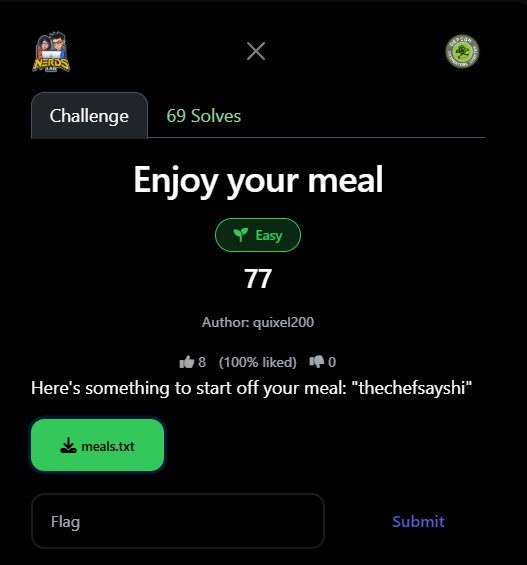 NERDS
Challenge
69 Solves
Enjoy your meal
Easy
77
Author: quixel200
8 (100% liked) 0
Here's something to start off your meal: "thechefsayshi"
meals.txt
Flag
Submit